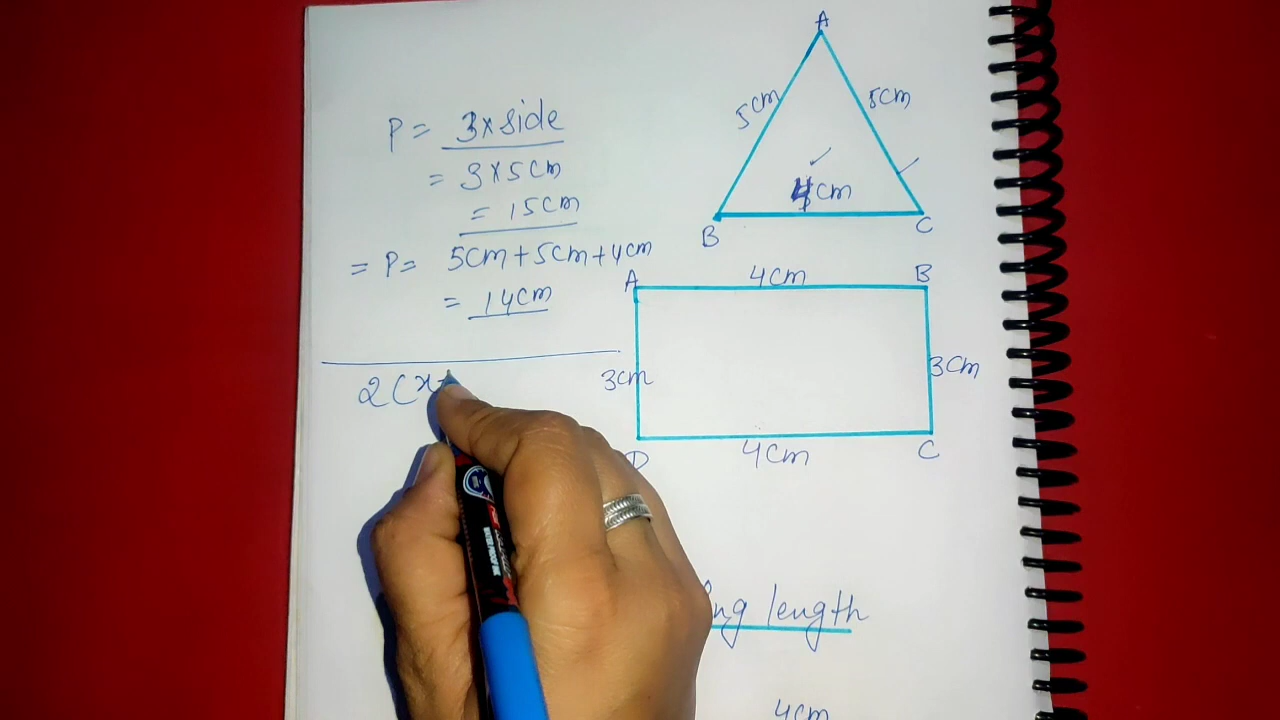 P = 3×side
= 3×5cm
= 15cm
= P = 5cm+5cm+4cm
= 14cm
2(x+
A
5cm
5cm
4cm
B
C
A
4cm
B
3cm
3cm
D
4cm
C
length
4cm